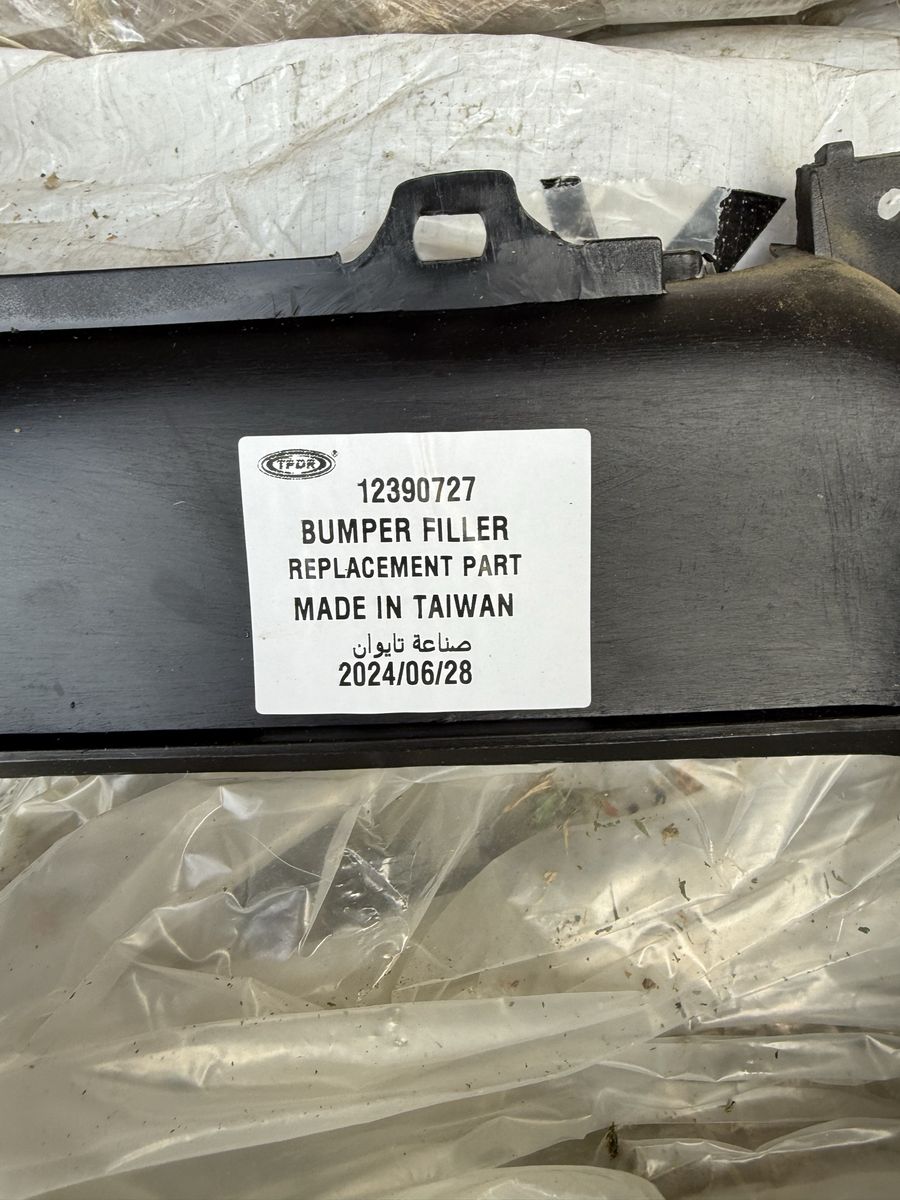 TPDR
12390727
BUMPER FILLER
REPLACEMENT PART
MADE IN TAIWAN
صناعة تايوان
2024/06/28